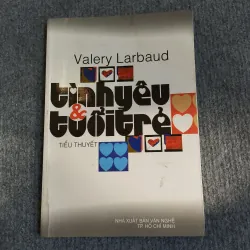 Valery Larbaud
tình yêu
& tuổi trẻ
TIỂU THUYẾT
NHÀ XUẤT BẢN VĂN NGHỆ
TP. HỒ CHÍ MINH